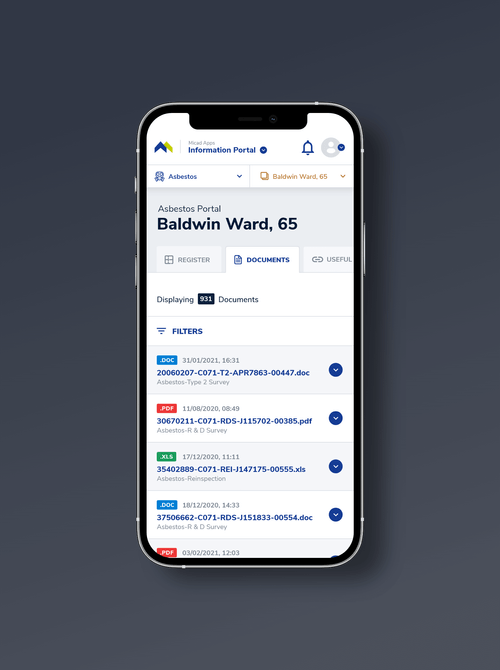 Micad Apps
Information Portal
Asbestos
Baldwin Ward, 65
Asbestos Portal
Baldwin Ward, 65
REGISTER
DOCUMENTS
USEFUL
Displaying 931 Documents
FILTERS
.DOC 31/01/2021, 16:31
20060207-C071-T2-APR7863-00447.doc
Asbestos-Type 2 Survey
.PDF 11/08/2020, 08:49
30670211-C071-RDS-J115702-00385.pdf
Asbestos-R & D Survey
.XLS 17/12/2020, 11:11
35402889-C071-REI-J147175-00555.xls
Asbestos-Reinspection
.DOC 18/12/2020, 14:33
37506662-C071-RDS-J151833-00554.doc
Asbestos-R & D Survey
.PDF 03/02/2021, 12:03